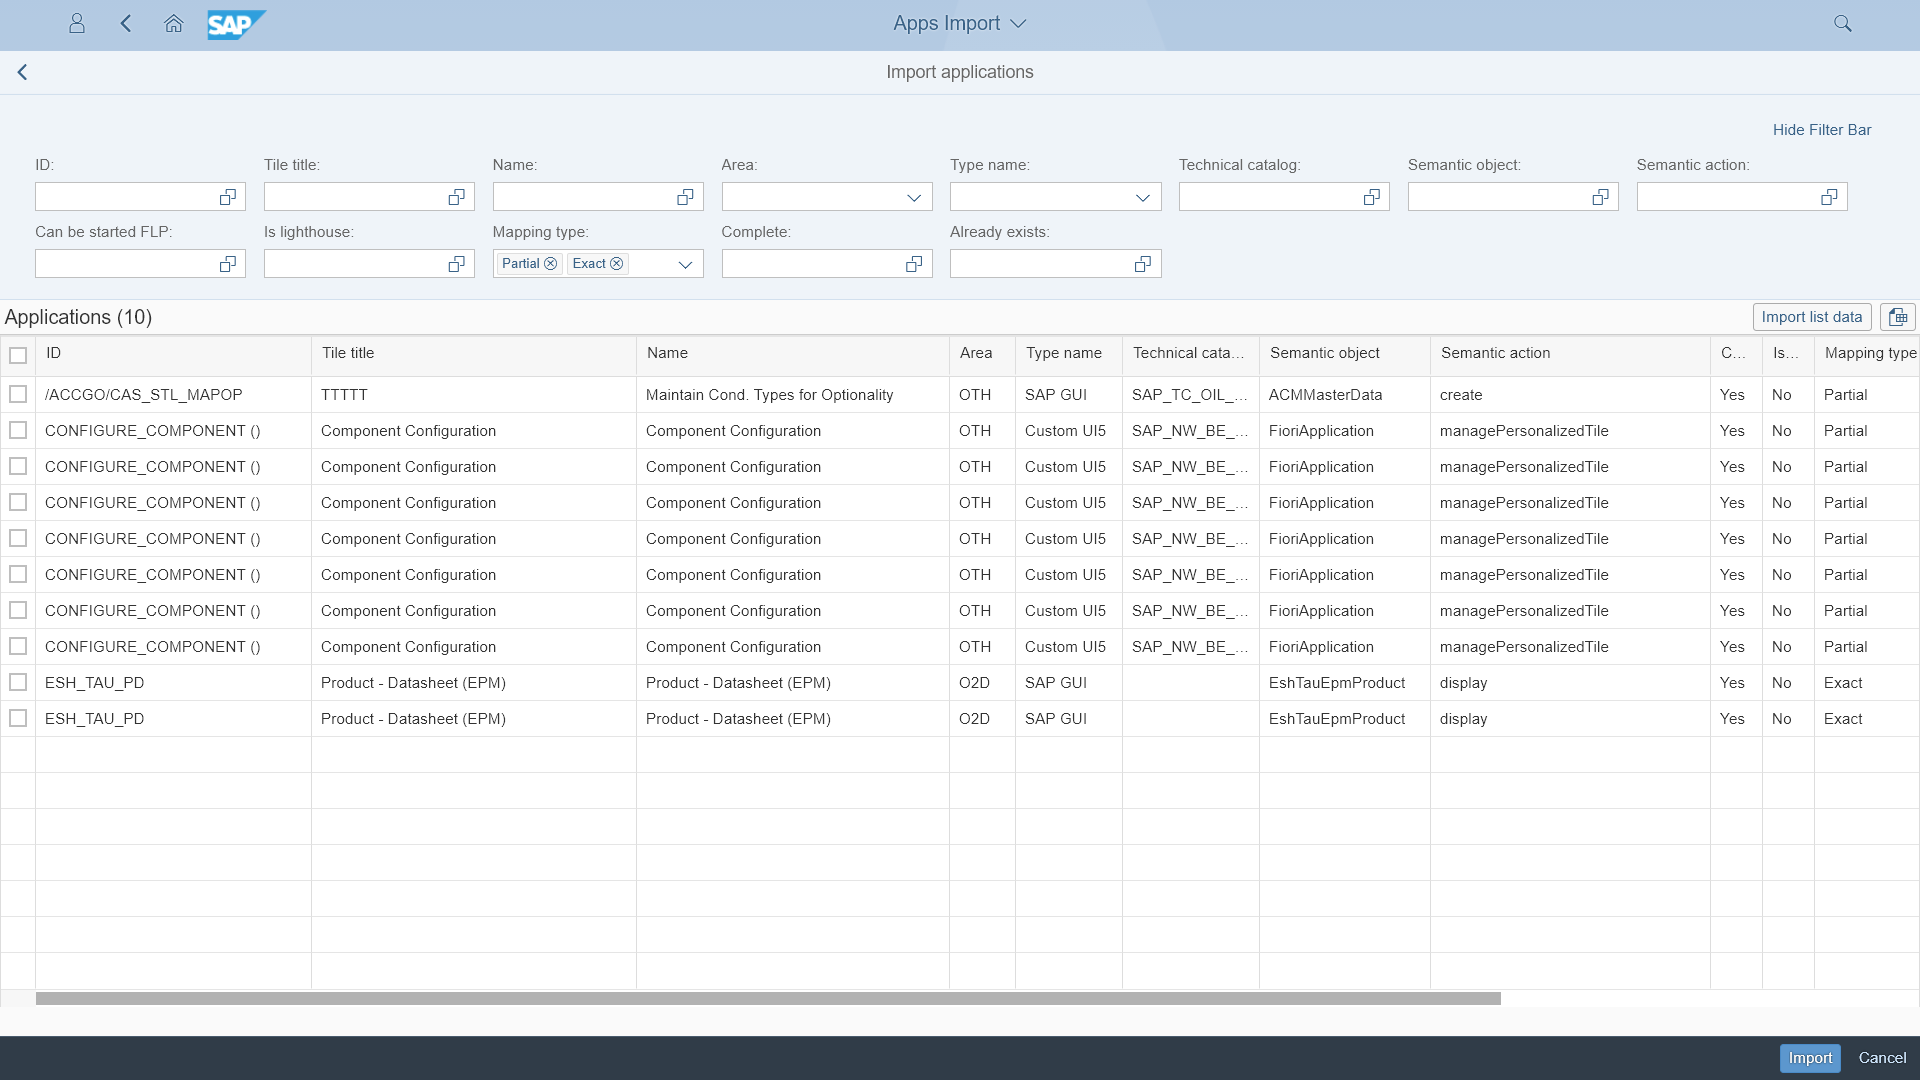 SAP
Apps Import
Import applications
Hide Filter Bar
ID: Tile title: Name: Area: Type name: Technical catalog: Semantic object: Semantic action:
Can be started FLP: Is lighthouse: Mapping type: Complete: Already exists:
Partial Exact
Applications (10) Import list data
ID Tile title Name Area Type name Technical cata... Semantic object Semantic action C... Is... Mapping type
/ACCGO/CAS_STL_MAPOP TTTTT Maintain Cond. Types for Optionality OTH SAP GUI SAP_TC_OIL_... ACMMasterData create Yes No Partial
CONFIGURE_COMPONENT () Component Configuration Component Configuration OTH Custom UI5 SAP_NW_BE_... FioriApplication managePersonalizedTile Yes No Partial
CONFIGURE_COMPONENT () Component Configuration Component Configuration OTH Custom UI5 SAP_NW_BE_... FioriApplication managePersonalizedTile Yes No Partial
CONFIGURE_COMPONENT () Component Configuration Component Configuration OTH Custom UI5 SAP_NW_BE_... FioriApplication managePersonalizedTile Yes No Partial
CONFIGURE_COMPONENT () Component Configuration Component Configuration OTH Custom UI5 SAP_NW_BE_... FioriApplication managePersonalizedTile Yes No Partial
CONFIGURE_COMPONENT () Component Configuration Component Configuration OTH Custom UI5 SAP_NW_BE_... FioriApplication managePersonalizedTile Yes No Partial
CONFIGURE_COMPONENT () Component Configuration Component Configuration OTH Custom UI5 SAP_NW_BE_... FioriApplication managePersonalizedTile Yes No Partial
CONFIGURE_COMPONENT () Component Configuration Component Configuration OTH Custom UI5 SAP_NW_BE_... FioriApplication managePersonalizedTile Yes No Partial
ESH_TAU_PD Product - Datasheet (EPM) Product - Datasheet (EPM) O2D SAP GUI EshTauEpmProduct display Yes No Exact
ESH_TAU_PD Product - Datasheet (EPM) Product - Datasheet (EPM) O2D SAP GUI EshTauEpmProduct display Yes No Exact
Import Cancel